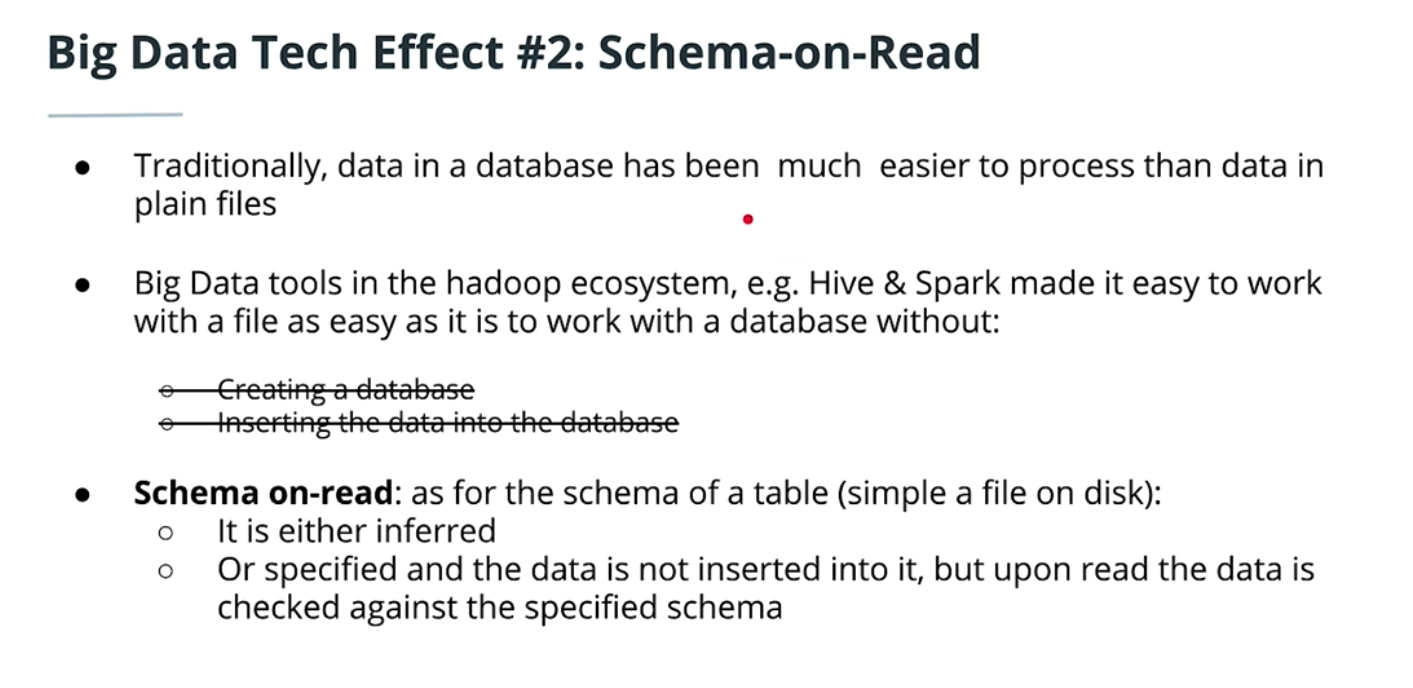 Big Data Tech Effect #2: Schema-on-Read
● Traditionally, data in a database has been much easier to process than data in
plain files
● Big Data tools in the hadoop ecosystem, e.g. Hive & Spark made it easy to work
with a file as easy as it is to work with a database without:
○ Creating a database
○ Inserting the data into the database
● Schema on-read: as for the schema of a table (simple a file on disk):
○ It is either inferred
○ Or specified and the data is not inserted into it, but upon read the data is
checked against the specified schema